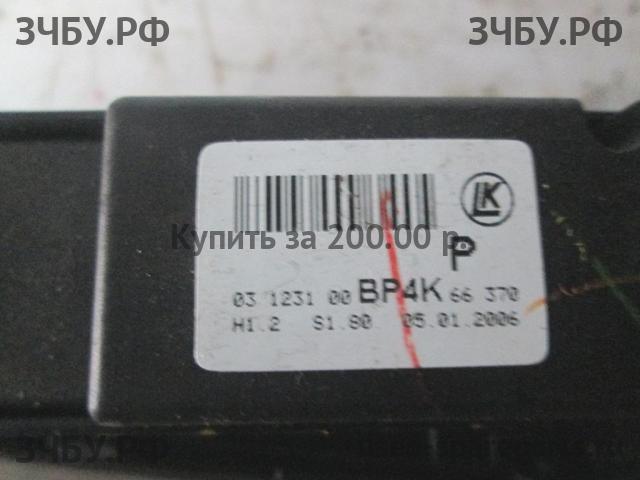 ЗЧБУ.РФ ЗЧБУ.РФ
LK
Купить за 200.00 р.
P
03 1231 00 BP4K 66 370
H1.2 S1.80 05.01.2006
ЗЧБУ.РФ ЗЧБУ.РФ